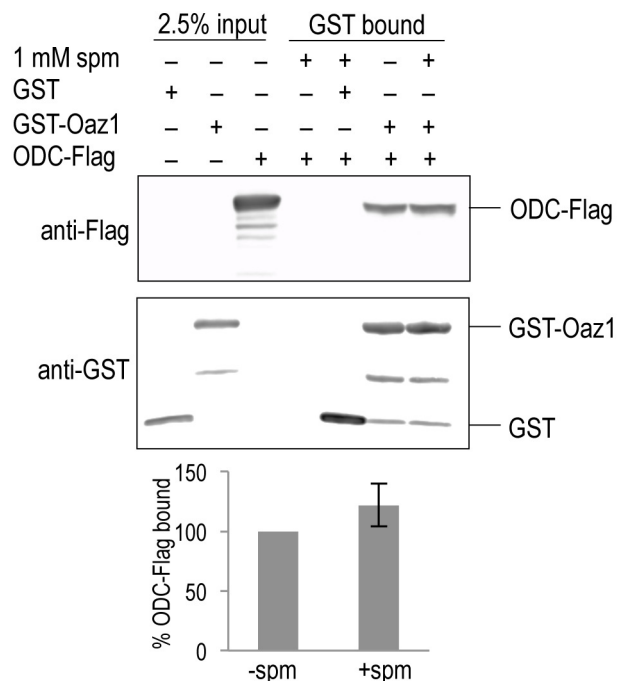 2.5% input GST bound
1 mM spm – – – + + – +
GST + – – – + – –
GST-Oaz1 – + – – – + +
ODC-Flag – – + + + + +
anti-Flag ODC-Flag
anti-GST GST-Oaz1
GST
% ODC-Flag bound
150
100
50
0
-spm +spm